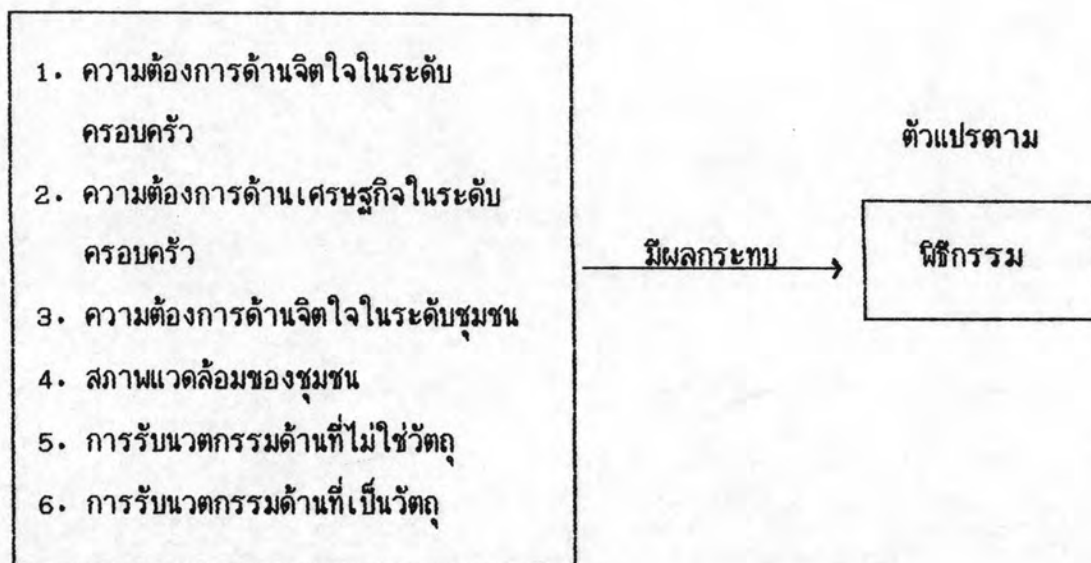 1. ความต้องการด้านจิตใจในระดับ
ครอบครัว
2. ความต้องการด้านเศรษฐกิจในระดับ
ครอบครัว
3. ความต้องการด้านจิตใจในระดับชุมชน
4. สภาพแวดล้อมของชุมชน
5. การรับนวตกรรมด้านที่ไม่ใช่วัตถุ
6. การรับนวตกรรมด้านที่เป็นวัตถุ
มีผลกระทบ
ตัวแปรตาม
พิธีกรรม